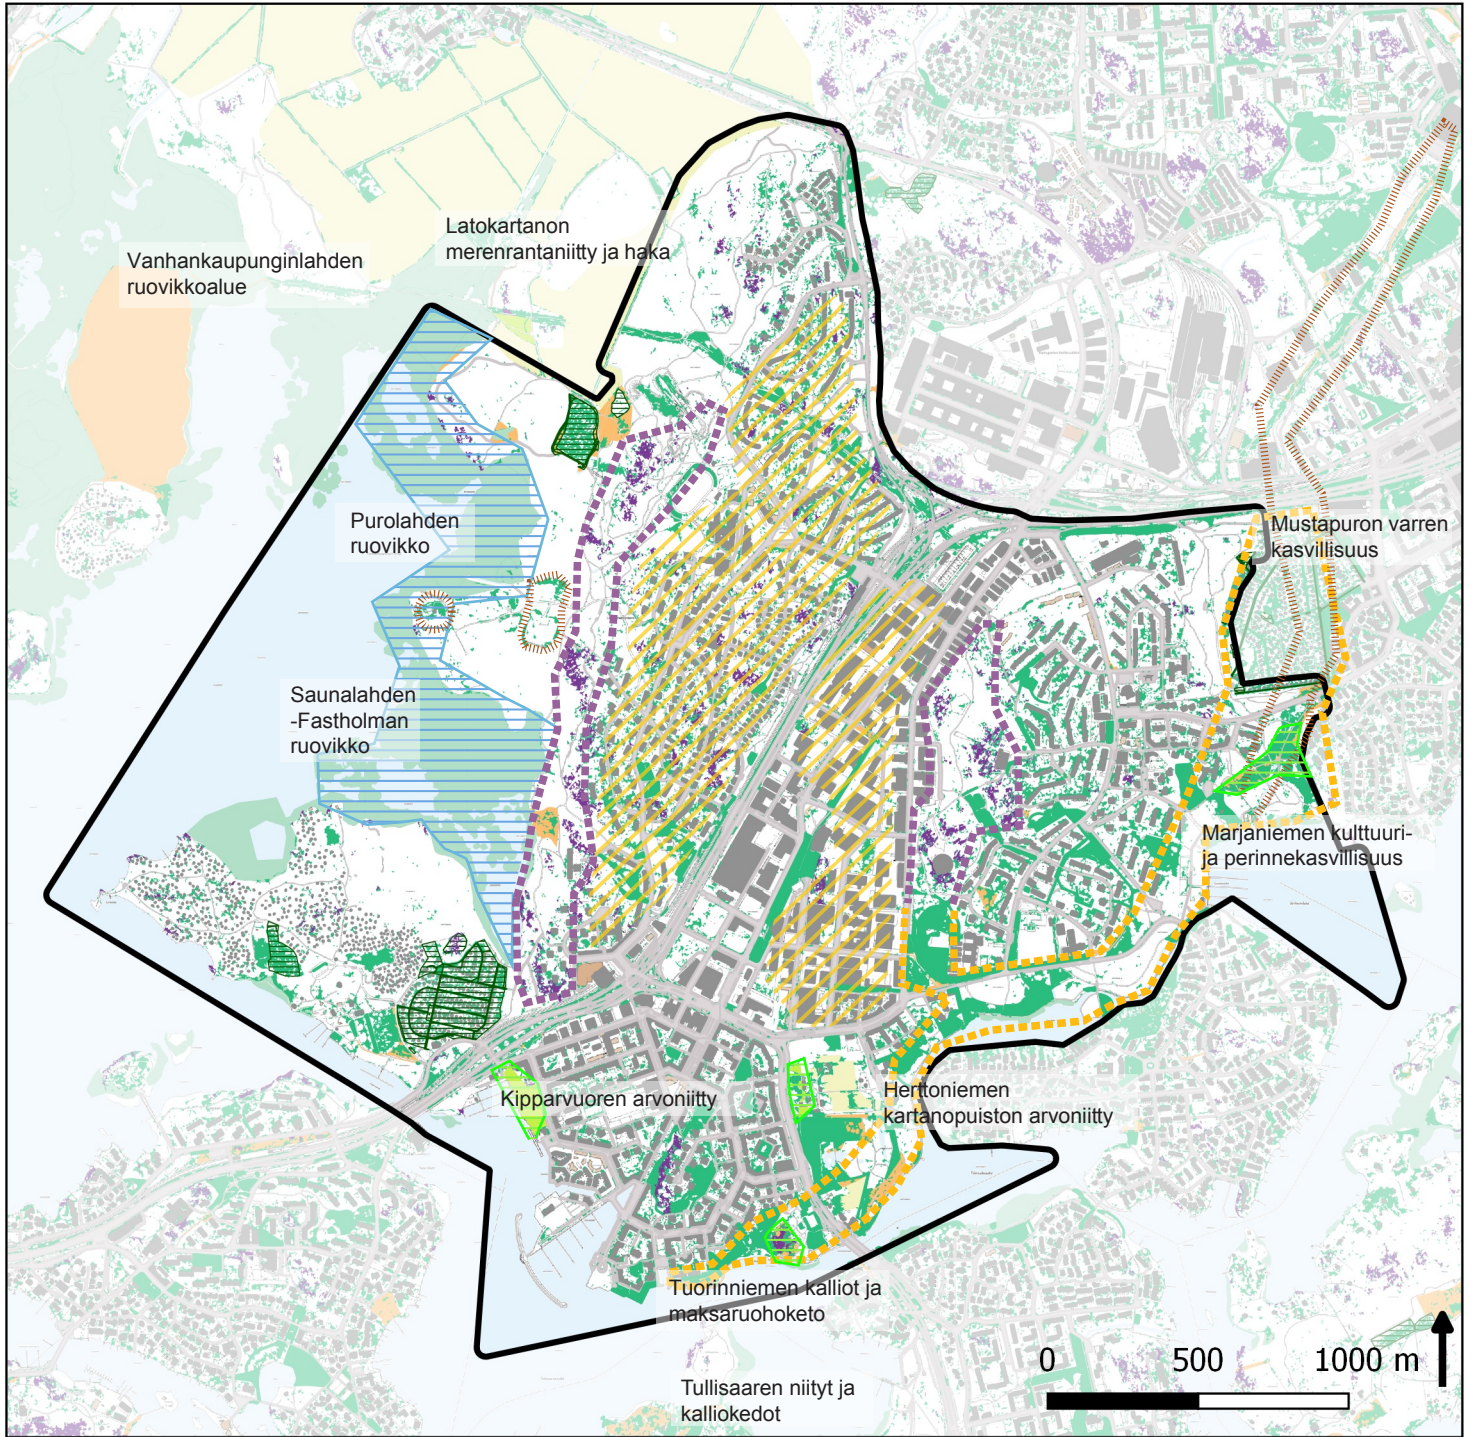 Latokartanon
merenrantaniitty ja haka
Vanhankaupunginlahden
ruovikkoalue
Purolahden
ruovikko
Mustapuron varren
kasvillisuus
Saunalahden
-Fastholman
ruovikko
Marjaniemen kulttuuri-
ja perinnekasvillisuus
Kipparvuoren arvoniitty
Herttoniemen
kartanopuiston arvoniitty
Tuorinniemen kalliot ja
maksaruohoketo
Tullisaaren niityt ja
kalliokedot
0 500 1000 m